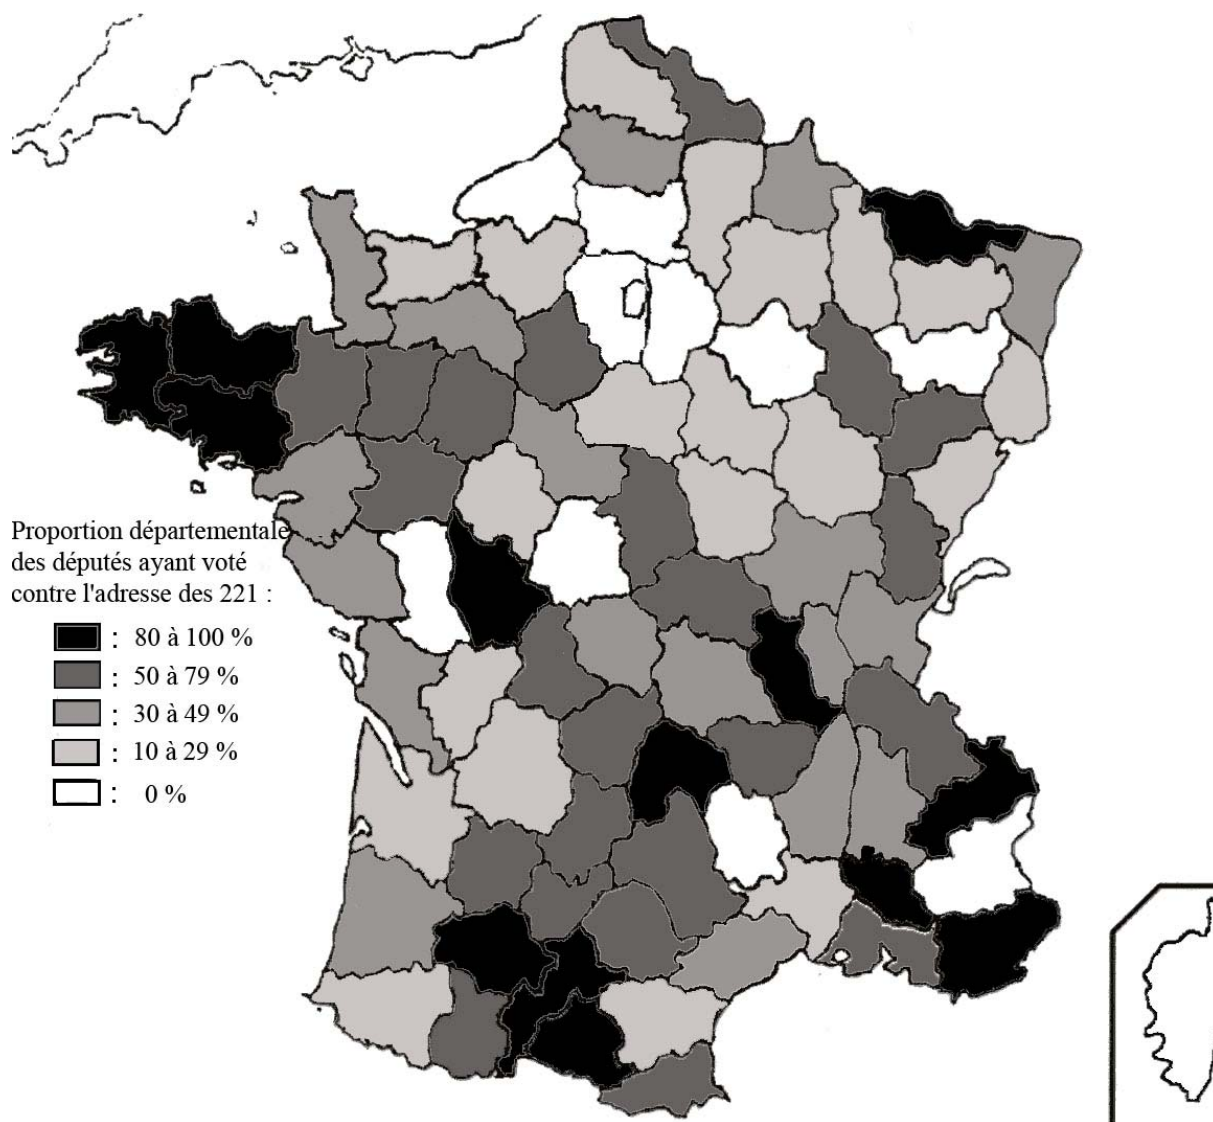 Proportion départementale
des députés ayant voté
contre l'adresse des 221 :
: 80 à 100 %
: 50 à 79 %
: 30 à 49 %
: 10 à 29 %
: 0 %